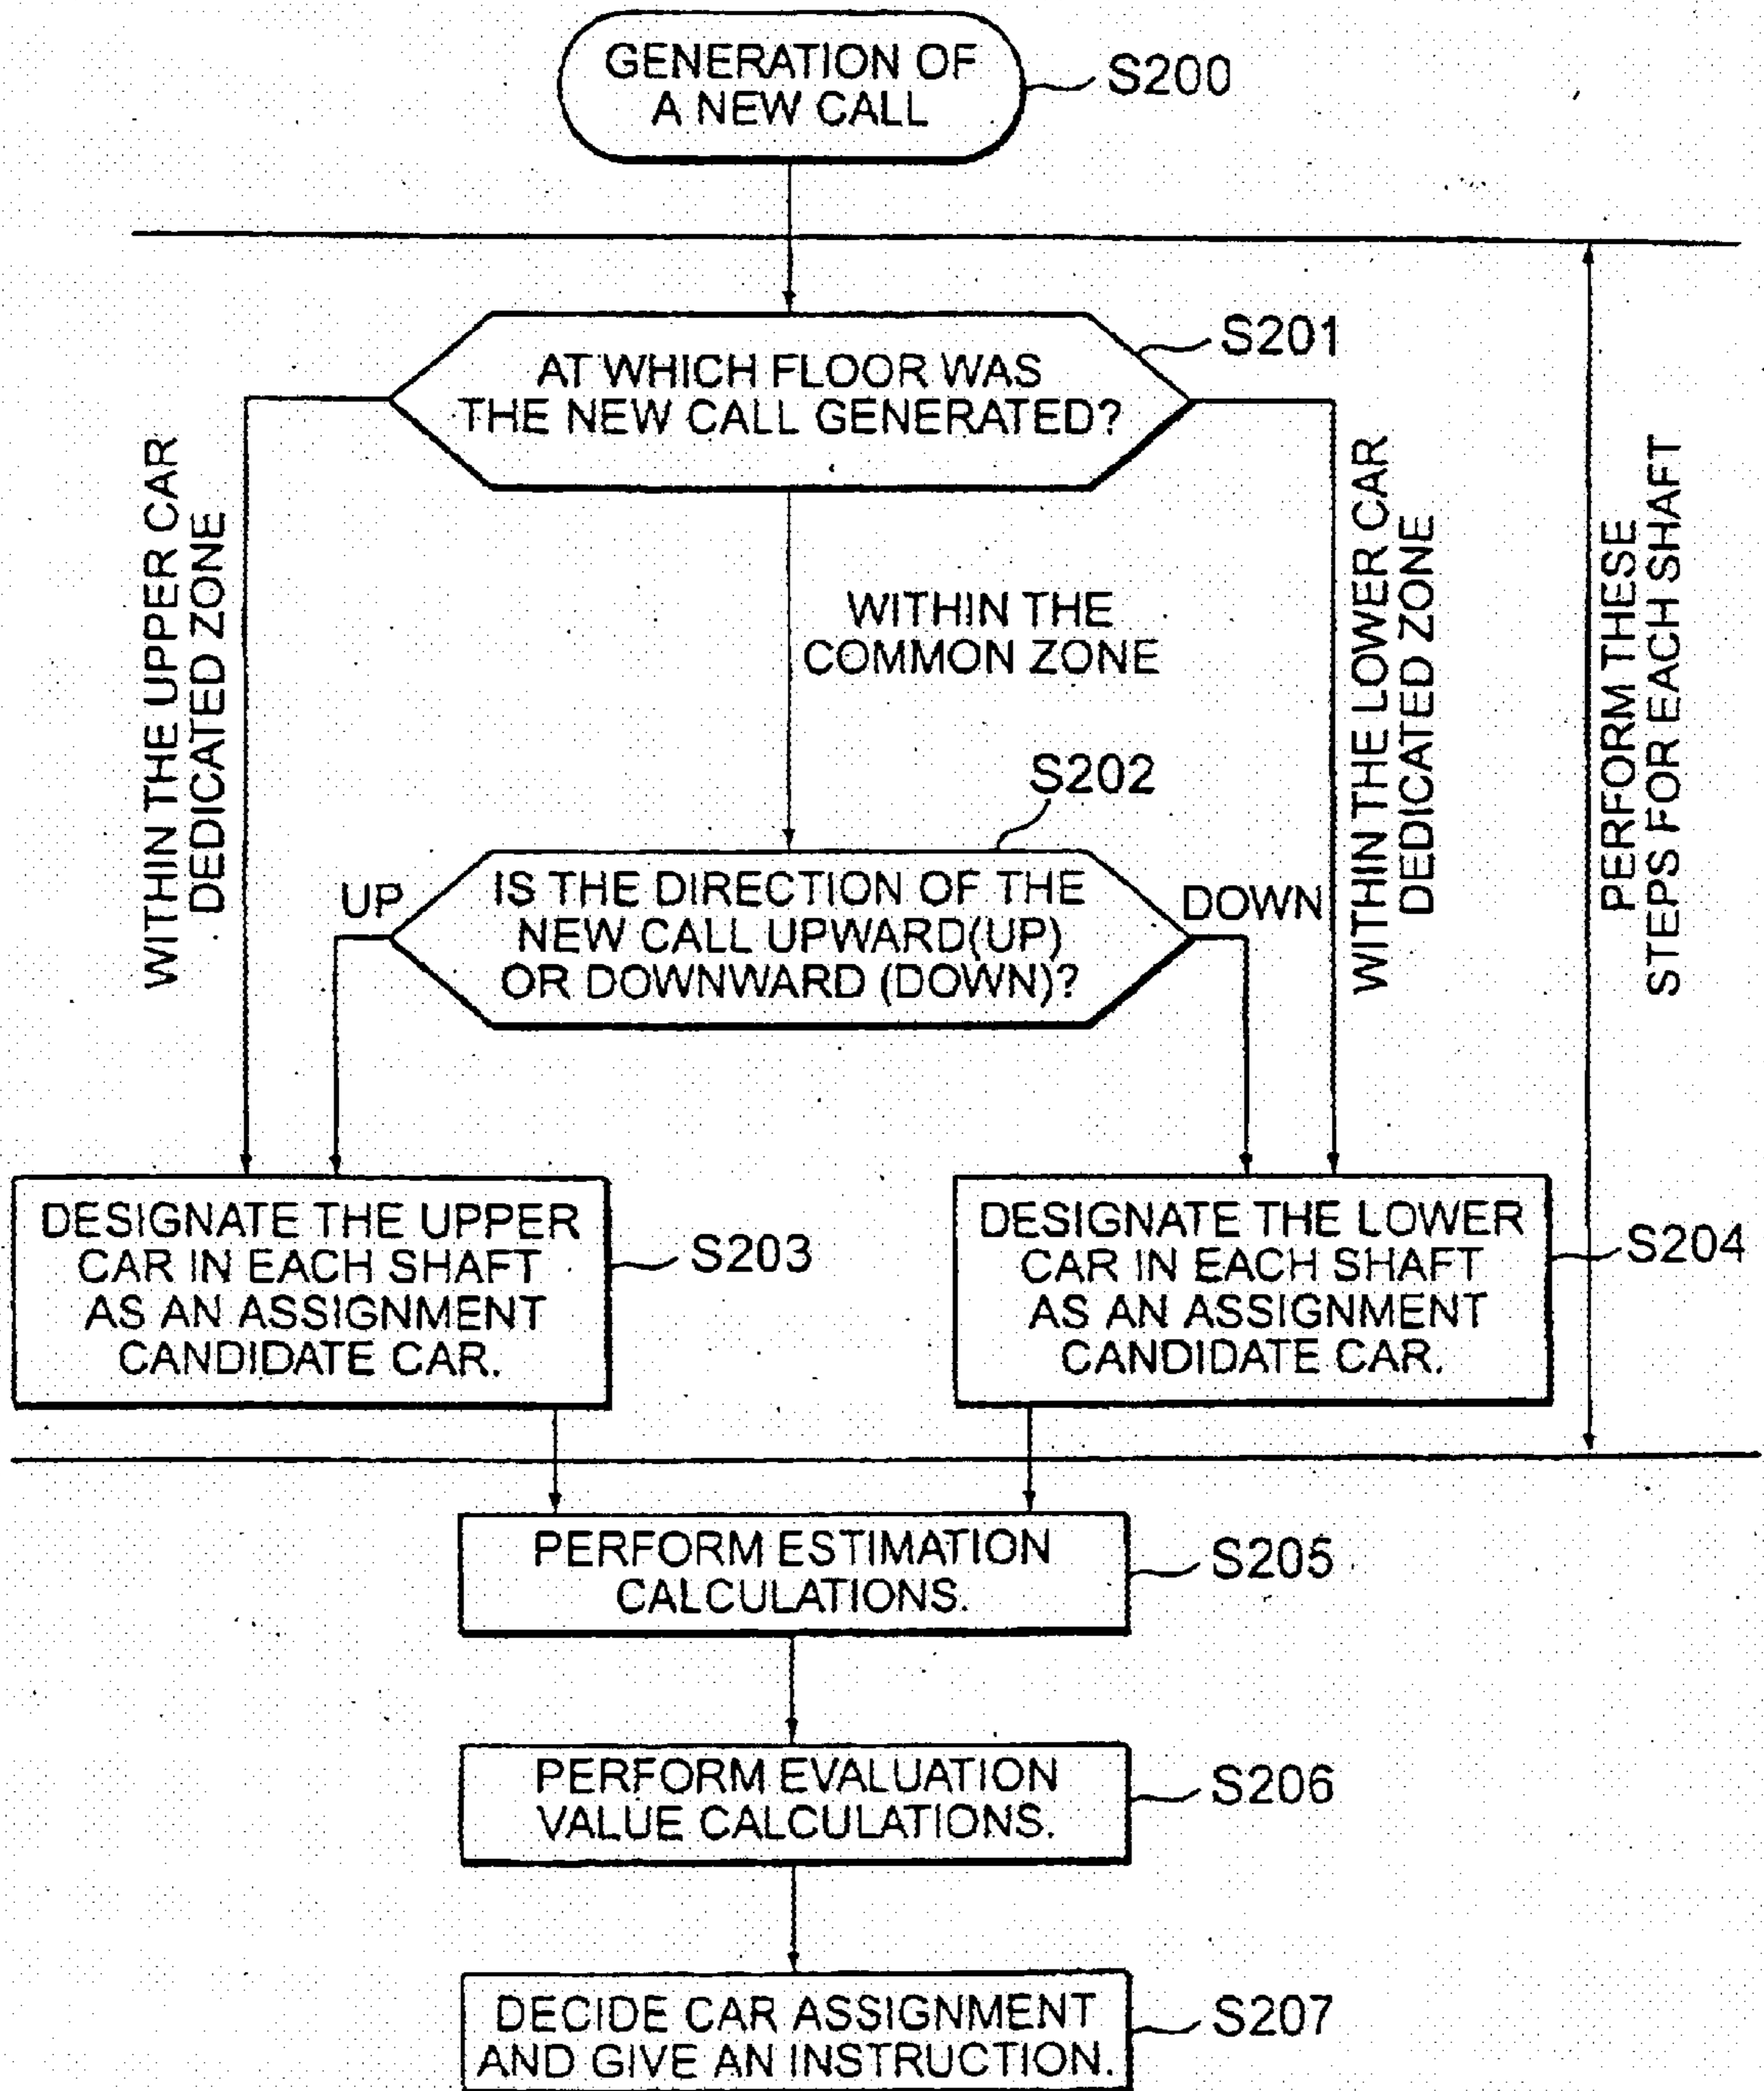 GENERATION OF
A NEW CALL
S200
S201
AT WHICH FLOOR WAS
THE NEW CALL GENERATED?
WITHIN THE UPPER CAR
DEDICATED ZONE
WITHIN THE
COMMON ZONE
WITHIN THE LOWER CAR
DEDICATED ZONE
PERFORM THESE
STEPS FOR EACH SHAFT
S202
UP
IS THE DIRECTION OF THE
NEW CALL UPWARD(UP)
OR DOWNWARD (DOWN)?
DOWN
DESIGNATE THE UPPER
CAR IN EACH SHAFT
AS AN ASSIGNMENT
CANDIDATE CAR.
S203
DESIGNATE THE LOWER
CAR IN EACH SHAFT
AS AN ASSIGNMENT
CANDIDATE CAR.
S204
PERFORM ESTIMATION
CALCULATIONS.
S205
PERFORM EVALUATION
VALUE CALCULATIONS.
S206
DECIDE CAR ASSIGNMENT
AND GIVE AN INSTRUCTION.
S207